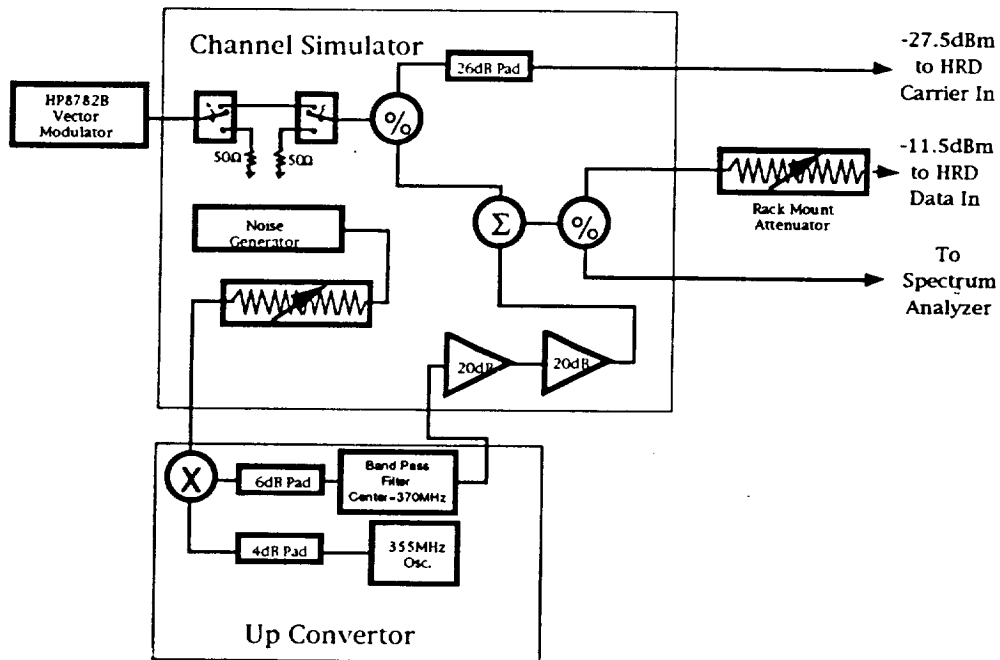 Channel Simulator
-27.5dBm
to HRD
Carrier In
26dB Pad
HP8782B
Vector
Modulator
%
50Ω
50Ω
-11.5dBm
to HRD
Data In
Rack Mount
Attenuator
Σ
%
Noise
Generator
To
Spectrum
Analyzer
20dB
20dB
X
6dB Pad
Band Pass
Filter
Center=370MHz
4dB Pad
355MHz
Osc.
Up Convertor